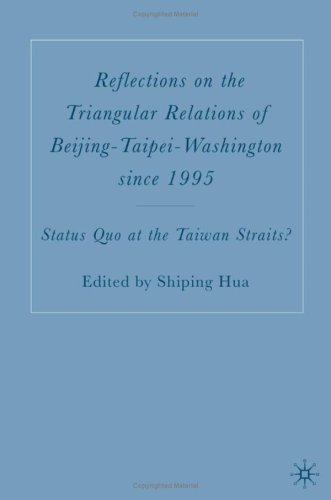 Reflections on the
Triangular Relations of
Beijing-Taipei-Washington
since 1995
Status Quo at the Taiwan Straits?
Edited by Shiping Hua